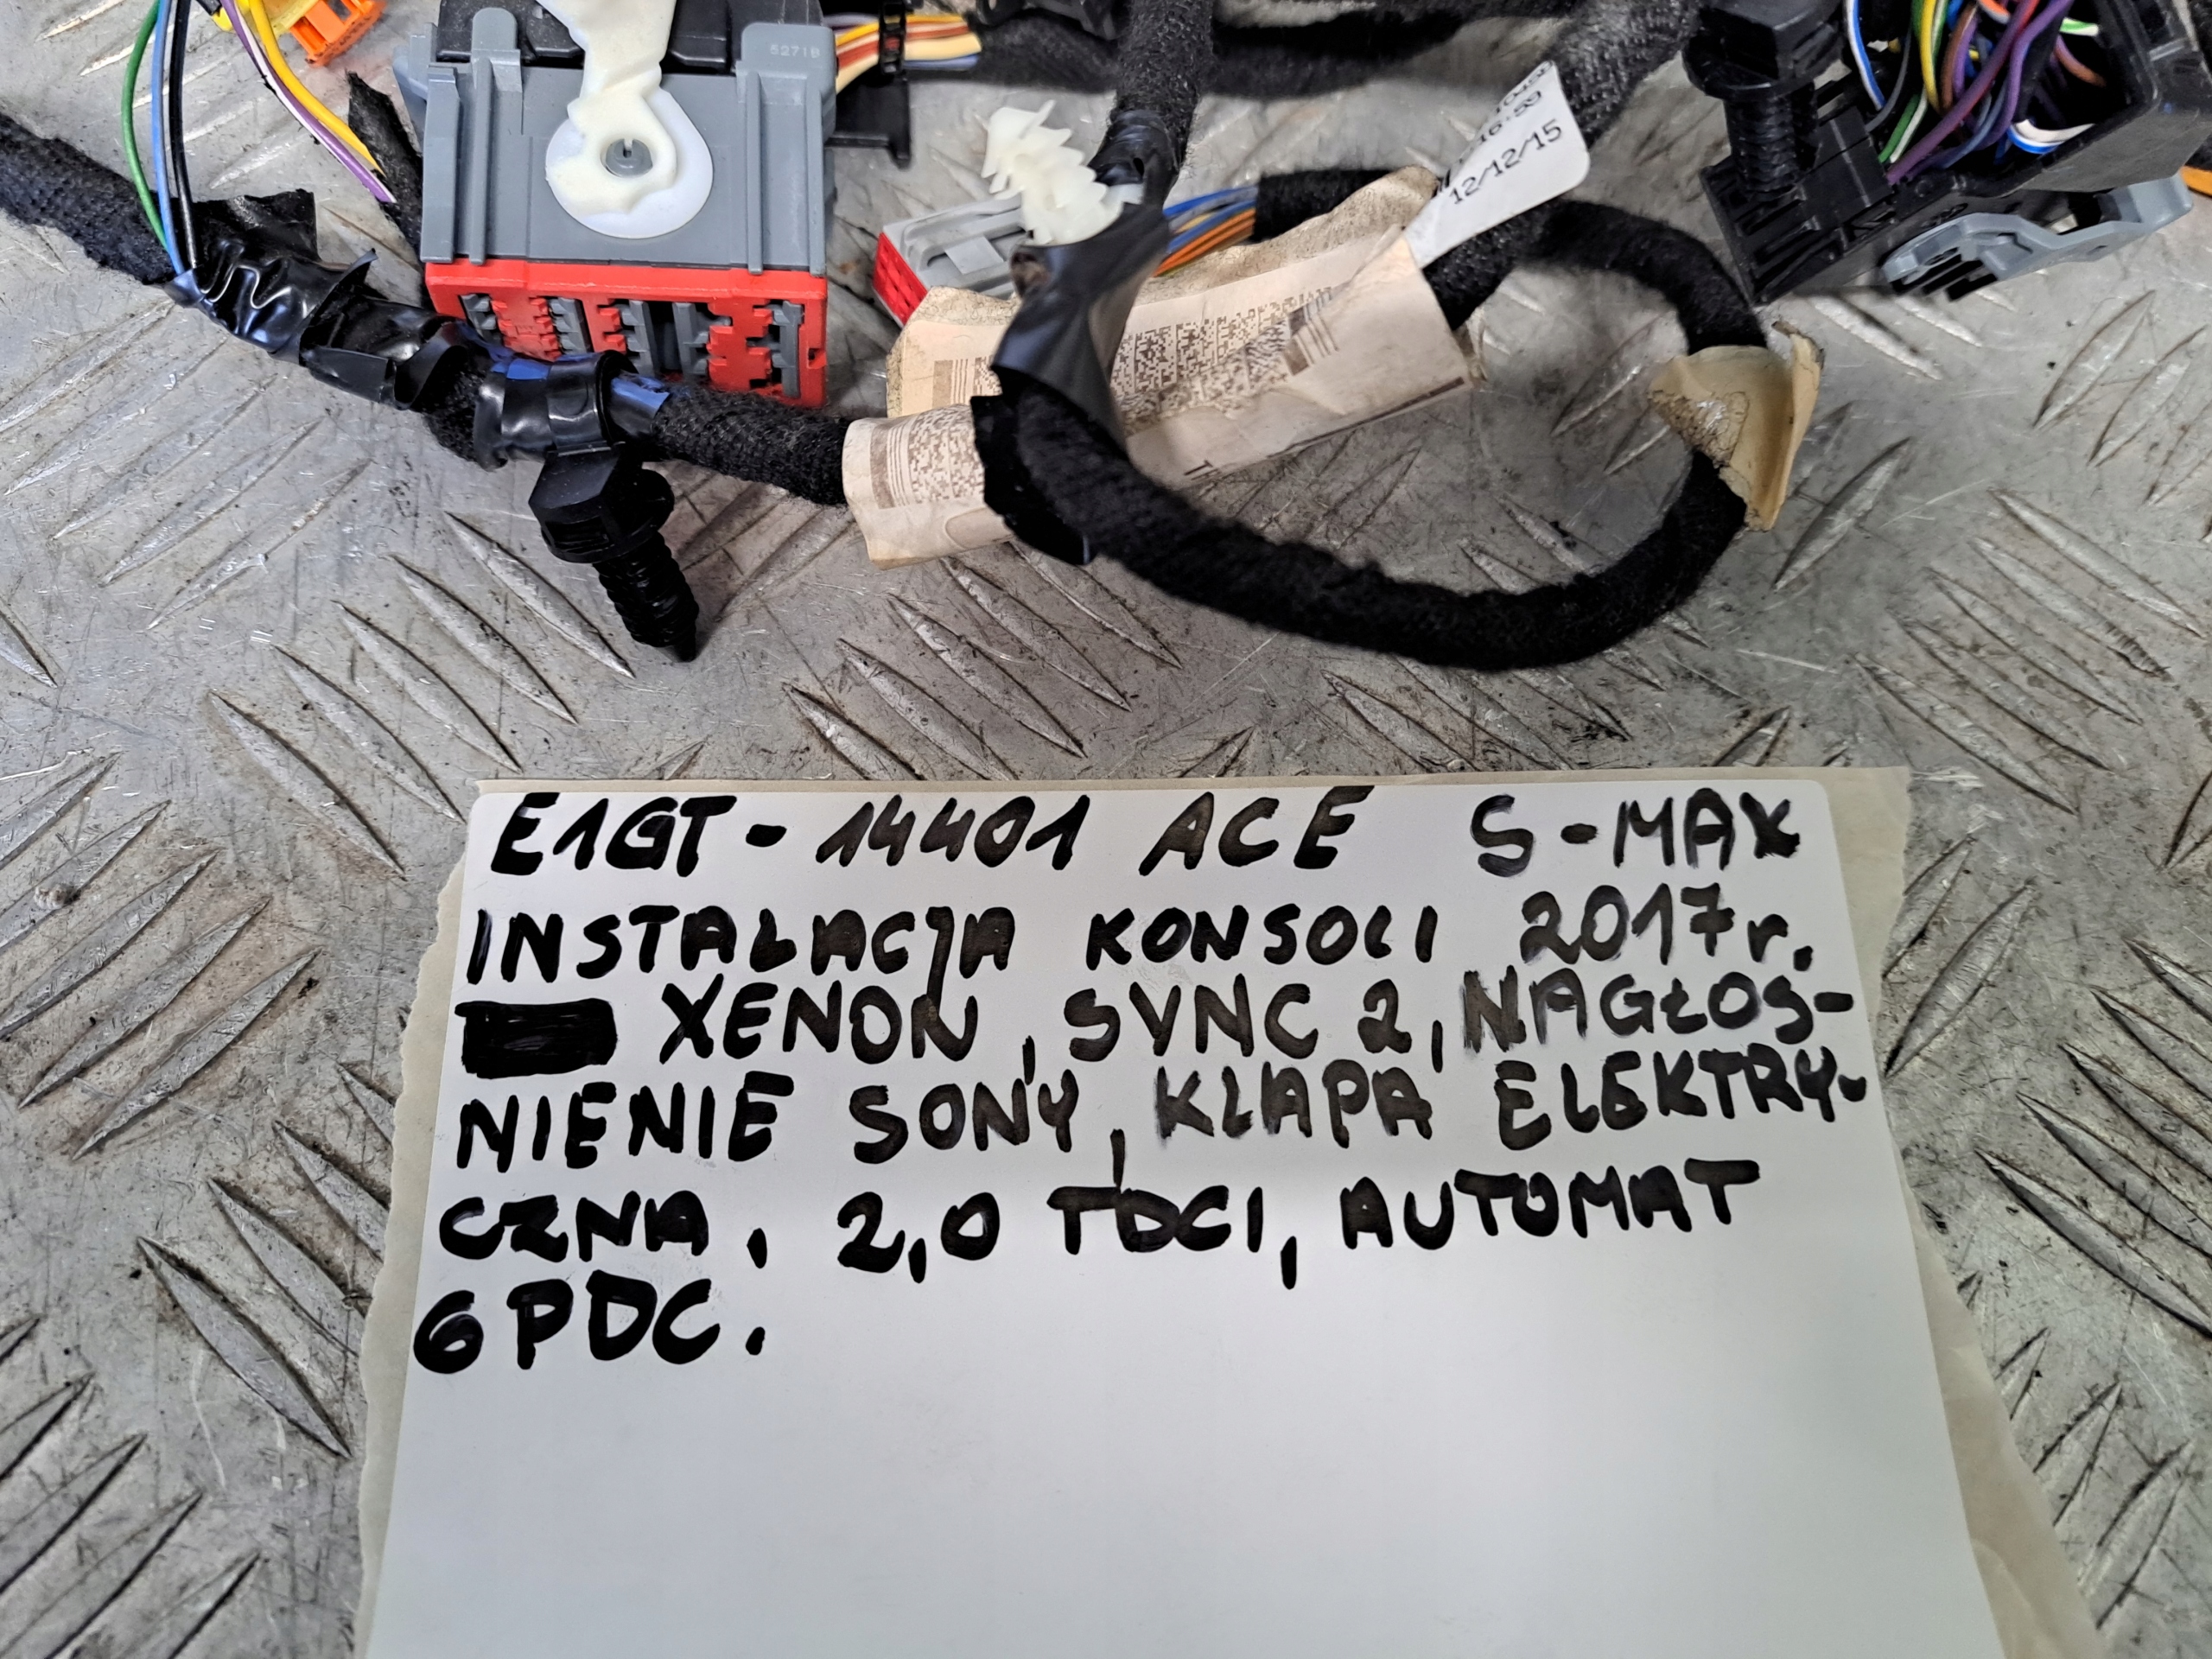 5271B
12/12/15
E1GT-14401 ACE S-MAX
INSTALACJA KONSOLI 2017r.
XENON, SYNC 2, NAGŁOS-
NIENIE SONY, KLAPA ELEKTRY-
CZNA, 2,0 TDCI, AUTOMAT
6PDC.